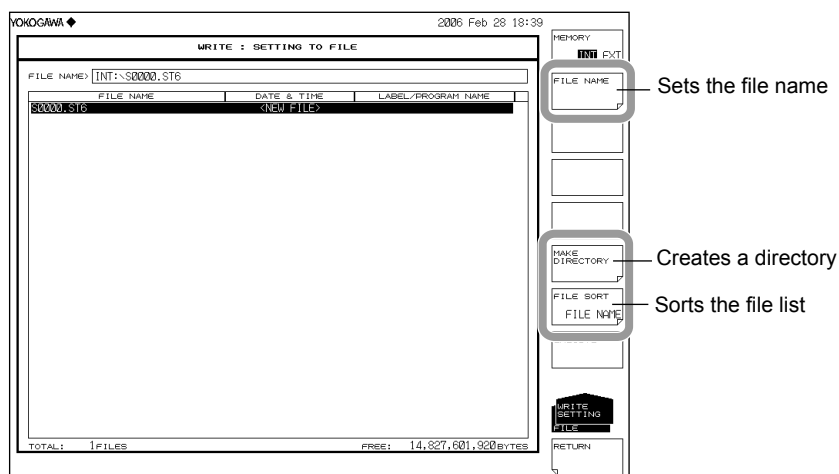 YOKOGAWA 2006 Feb 28 18:39
WRITE : SETTING TO FILE
FILE NAME> INT:\S0000.ST6
FILE NAME DATE & TIME LABEL/PROGRAM NAME
S0000.ST6 <NEW FILE>
TOTAL: 1FILES FREE: 14,827,601,920BYTES
MEMORY
INT EXT
FILE NAME
Sets the file name
MAKE
DIRECTORY
Creates a directory
FILE SORT
FILE NAME
Sorts the file list
WRITE
SETTING
FILE
RETURN